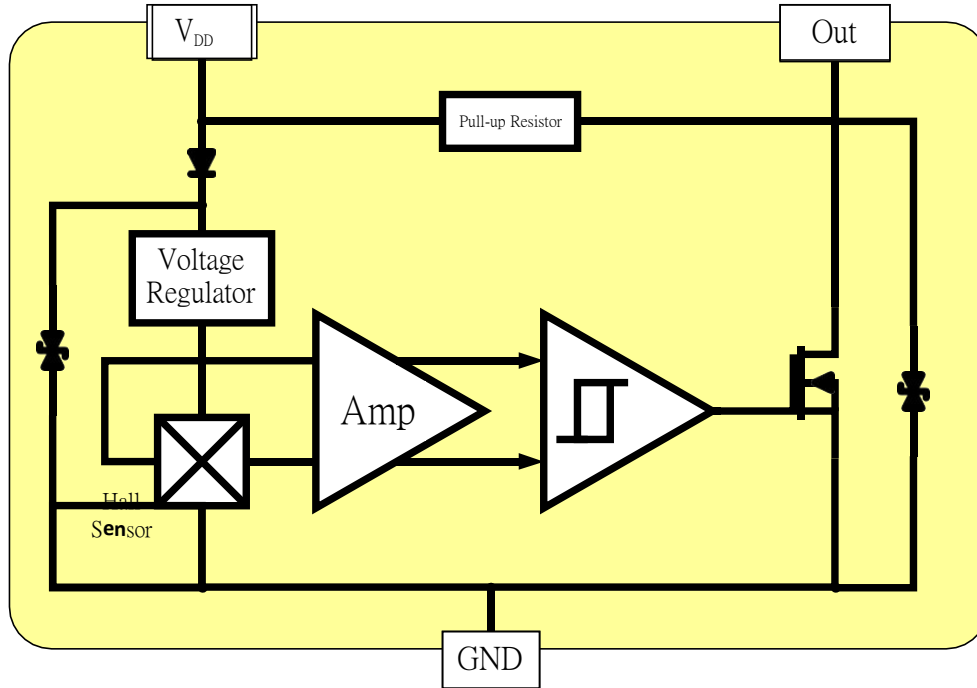 VDD
Out
Pull-up Resistor
Voltage
Regulator
Amp
Hall
Sensor
GND